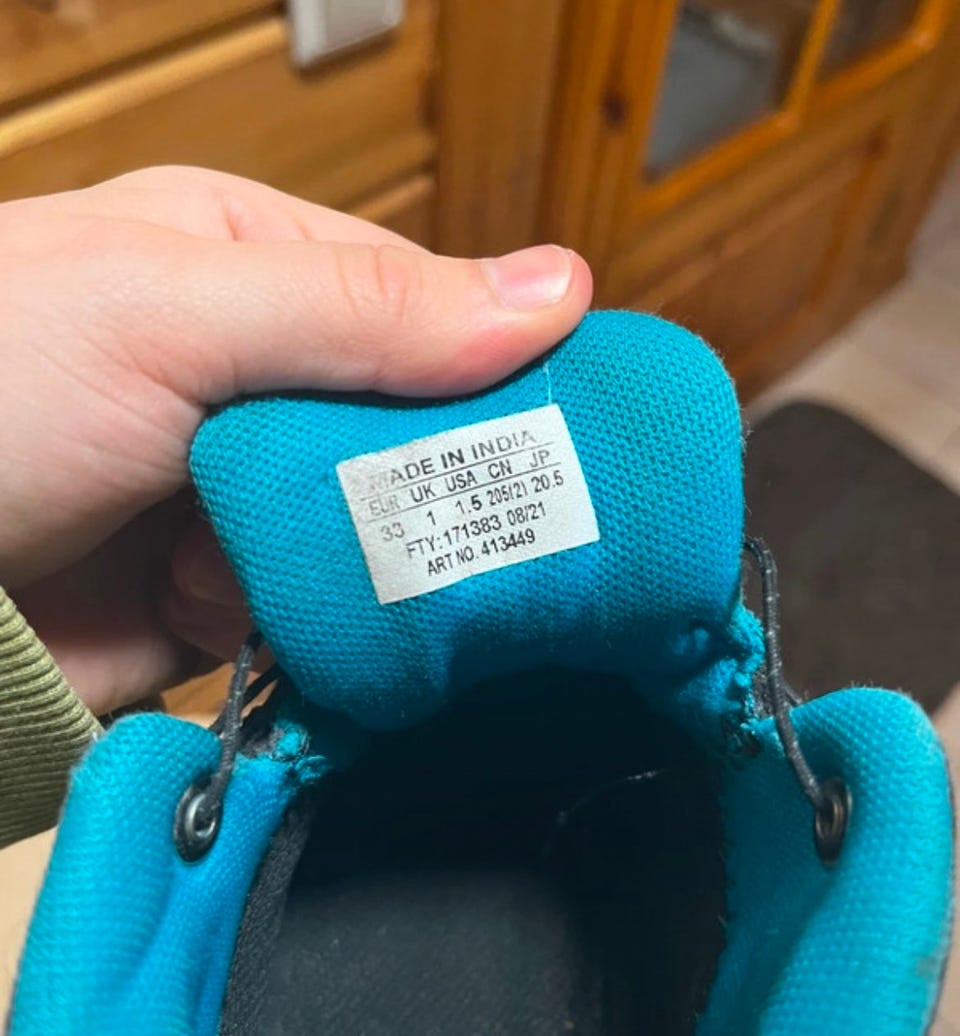 MADE IN INDIA
EUR UK USA CN JP
33 1 1.5 205(2) 20.5
FTY:171383 08/21
ART NO.413449